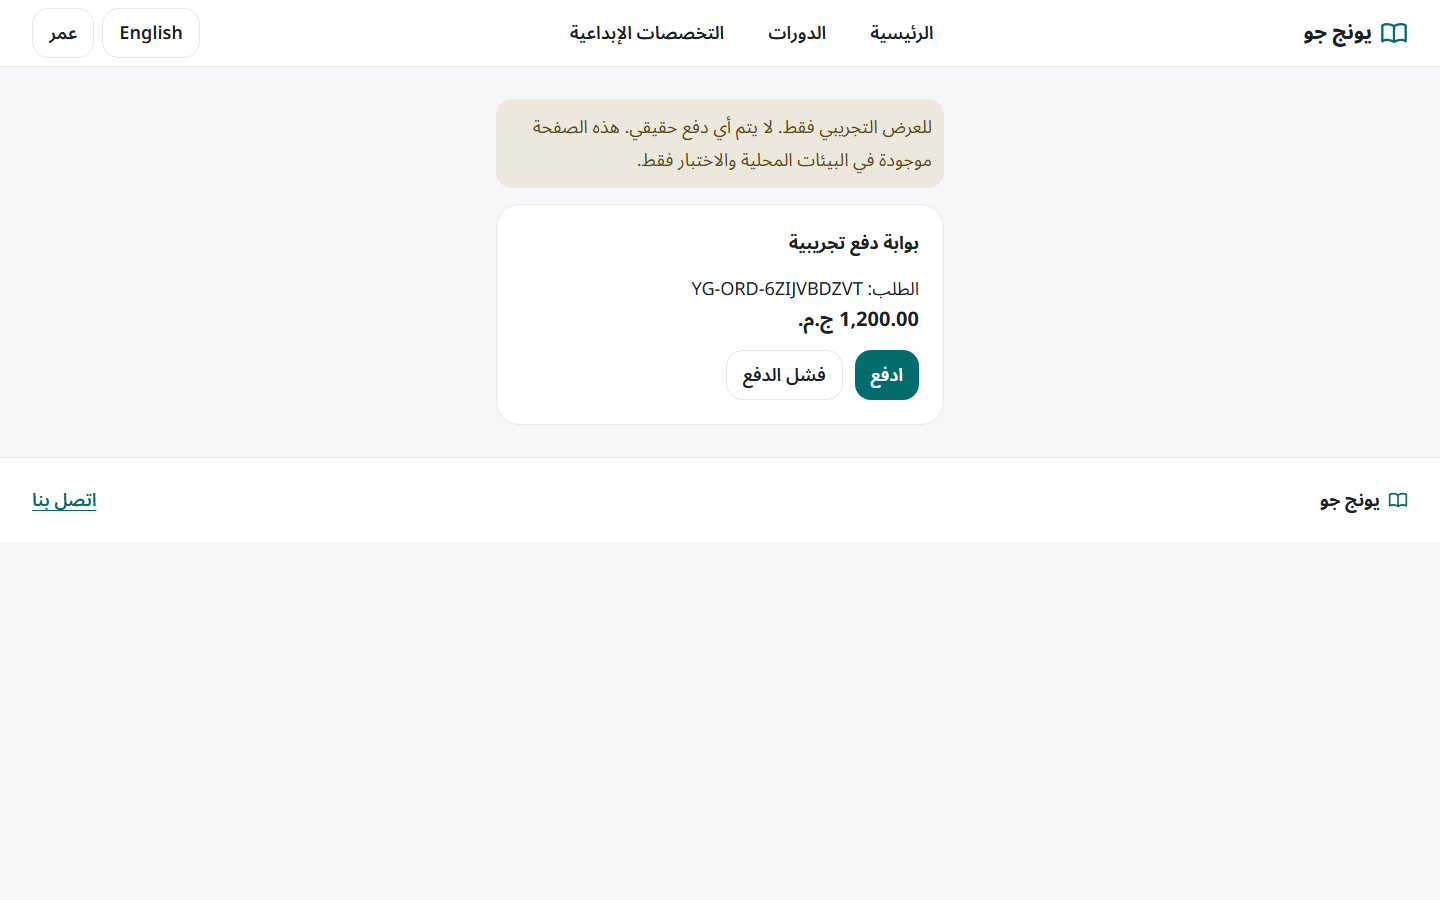 يونج جو
الرئيسية
الدورات
التخصصات الإبداعية
English
عمر
للعرض التجريبي فقط. لا يتم أي دفع حقيقي. هذه الصفحة
موجودة في البيئات المحلية والاختبار فقط.
بوابة دفع تجريبية
الطلب: YG-ORD-6ZIJVBDZVT
1,200.00 ج.م.
ادفع
فشل الدفع
يونج جو
اتصل بنا